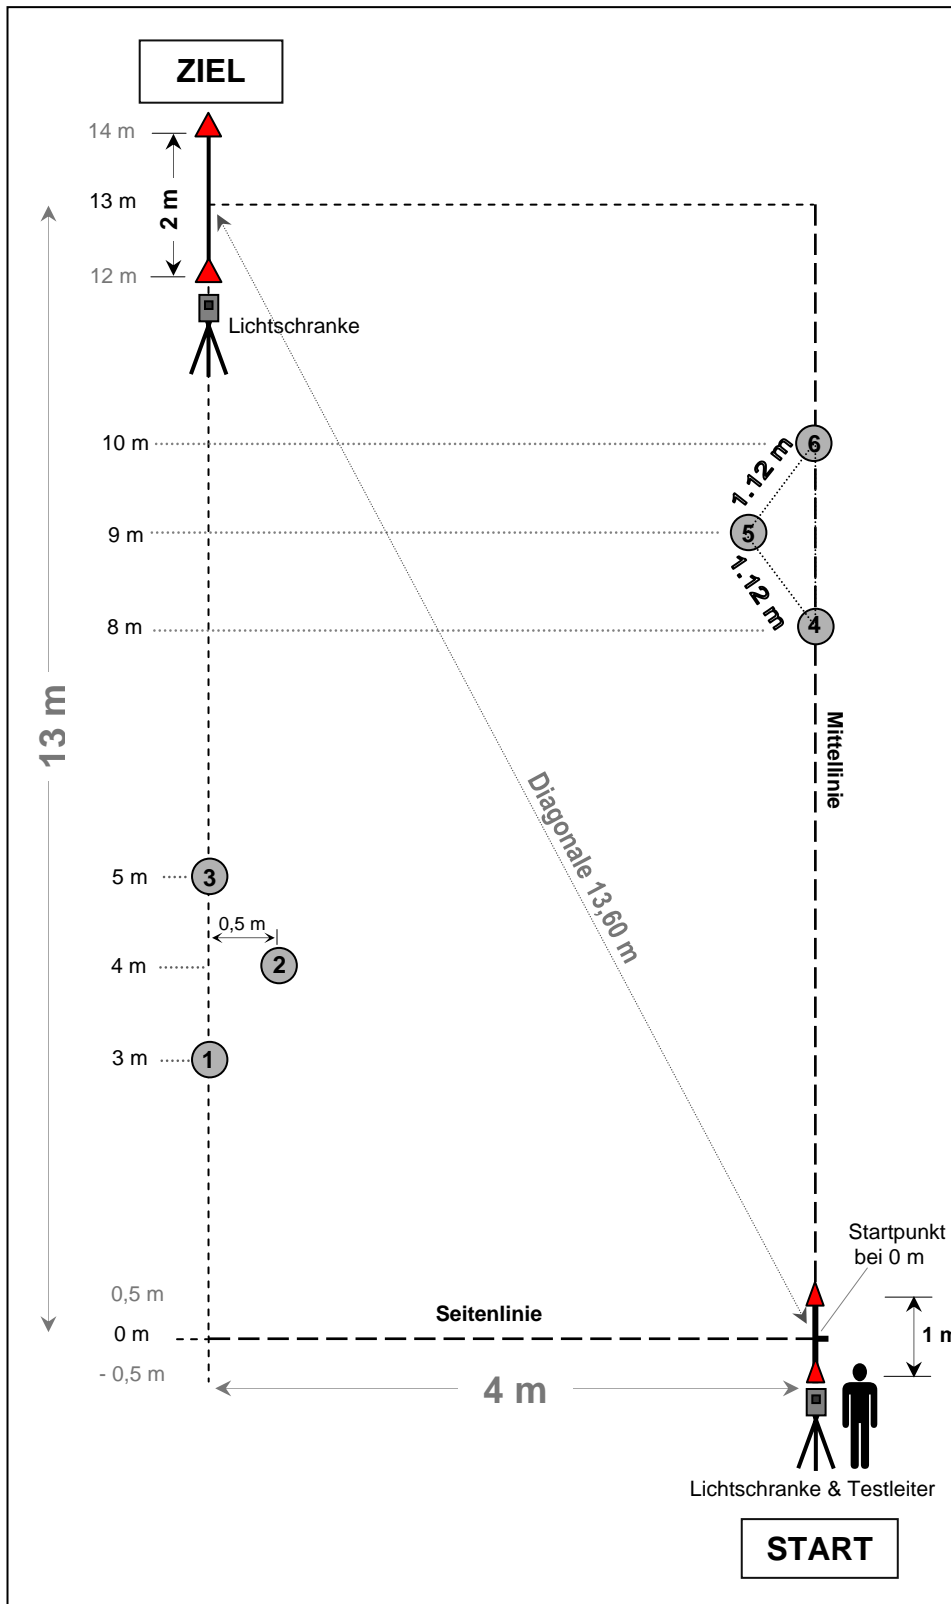 ZIEL
14 m
13 m
2 m
12 m
Lichtschranke
10 m
6
1.12 m
9 m
5
1.12 m
8 m
4
13 m
Mittellinie
Diagonale 13,60 m
5 m
3
0,5 m
4 m
2
3 m
1
Startpunkt
bei 0 m
0,5 m
Seitenlinie
0 m
1 m
- 0,5 m
4 m
Lichtschranke & Testleiter
START